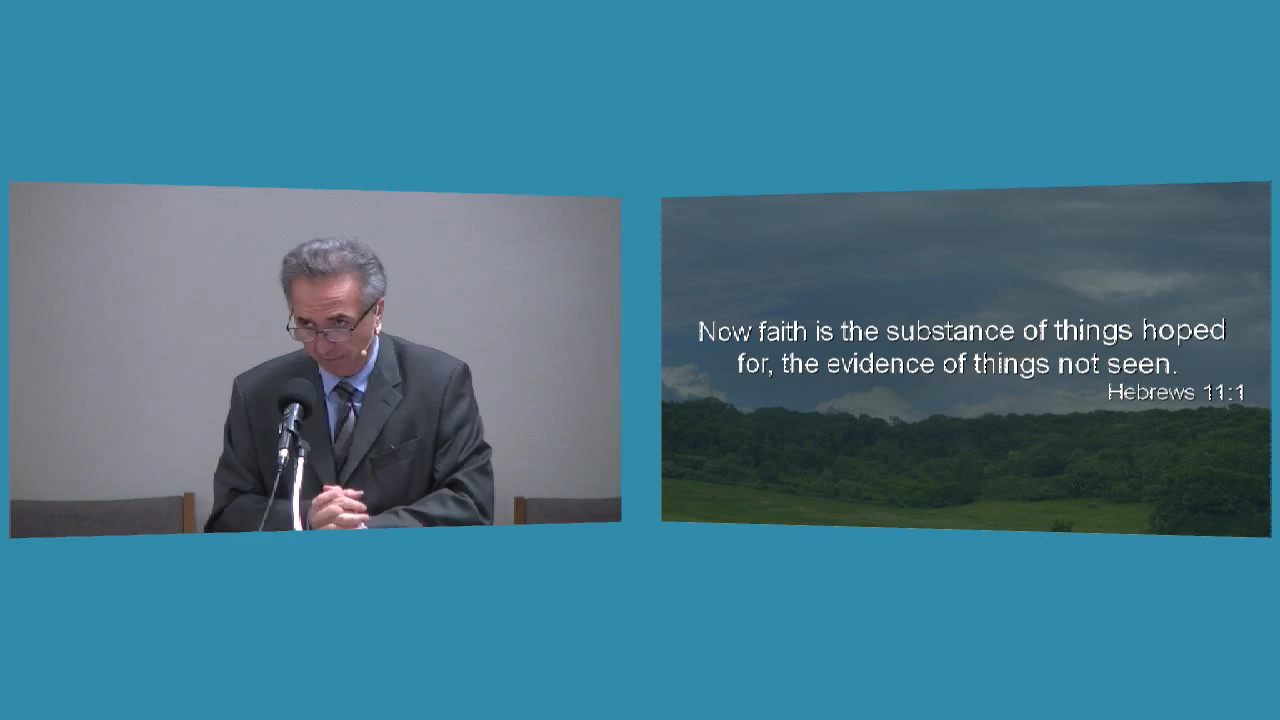 Now faith is the substance of things hoped
for, the evidence of things not seen.
Hebrews 11:1